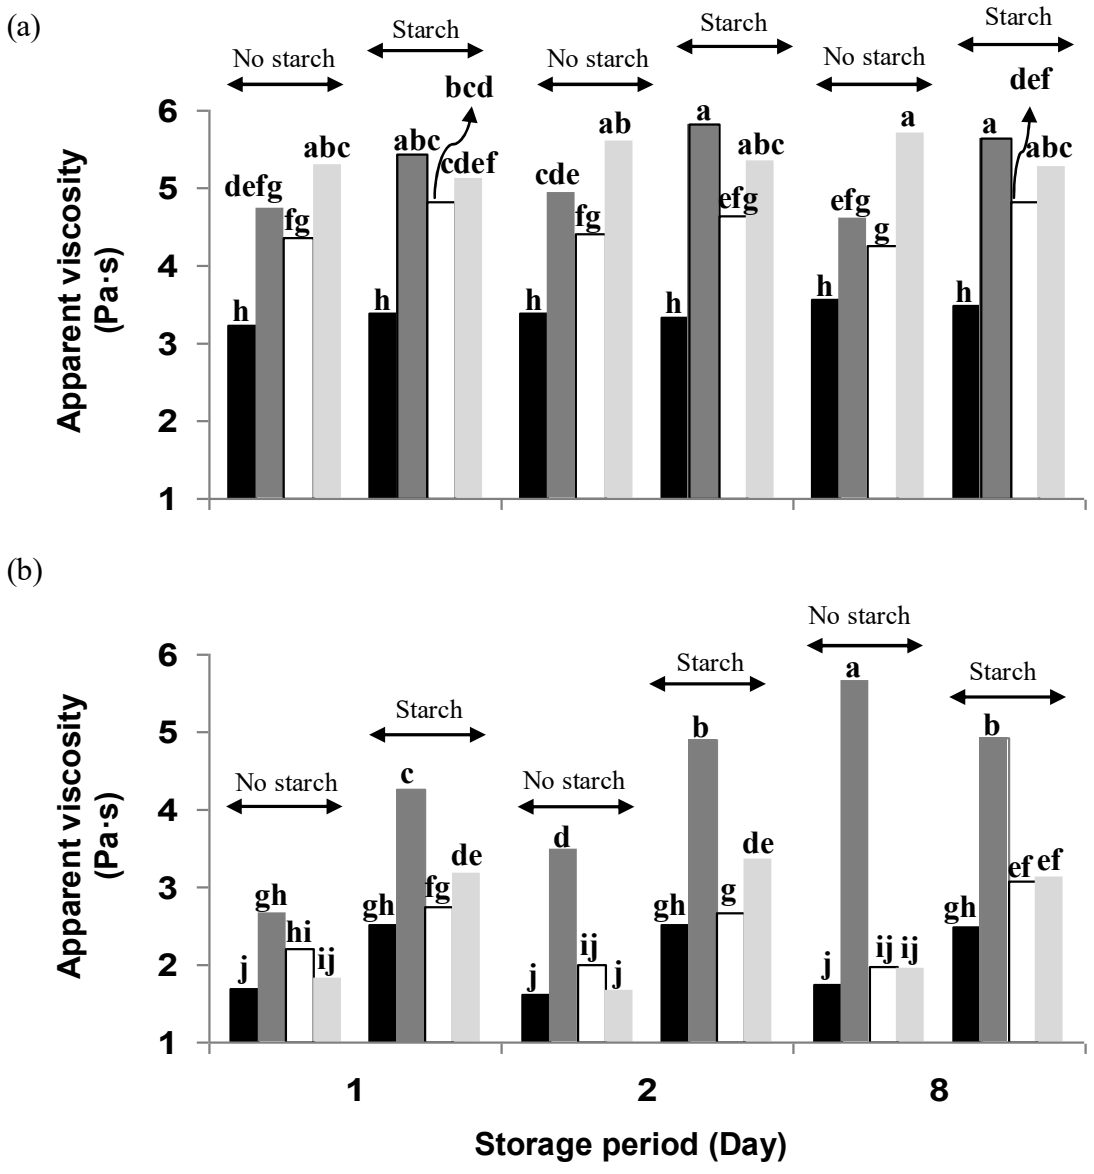 (a)
Starch
Starch
Starch
No starch
No starch
No starch
bcd
def
6
5
4
3
2
1
Apparent viscosity
(Pa·s)
h
defg
fg
abc
h
abc
cdef
h
cde
fg
ab
h
a
efg
abc
h
efg
g
a
h
a
abc
(b)
No starch
Starch
Starch
Starch
No starch
No starch
6
5
4
3
2
1
Apparent viscosity
(Pa·s)
j
gh
hi
ij
gh
c
fg
de
j
d
ij
j
gh
b
g
de
j
a
ij
ij
gh
b
ef
ef
1
2
8
Storage period (Day)